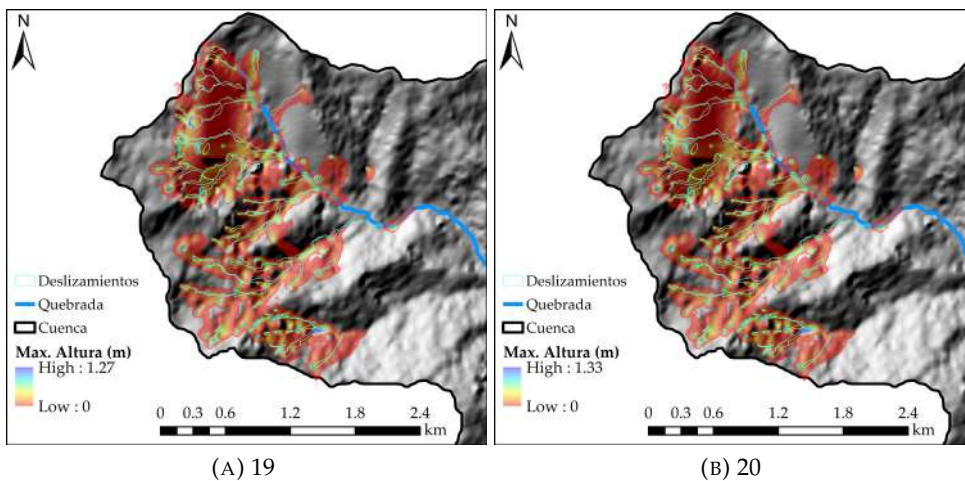 N
Deslizamientos
Quebrada
Cuenca
Max. Altura (m)
High : 1.27
Low : 0
0 0.3 0.6 1.2 1.8 2.4
km
(A) 19
N
Deslizamientos
Quebrada
Cuenca
Max. Altura (m)
High : 1.33
Low : 0
0 0.3 0.6 1.2 1.8 2.4
km
(B) 20